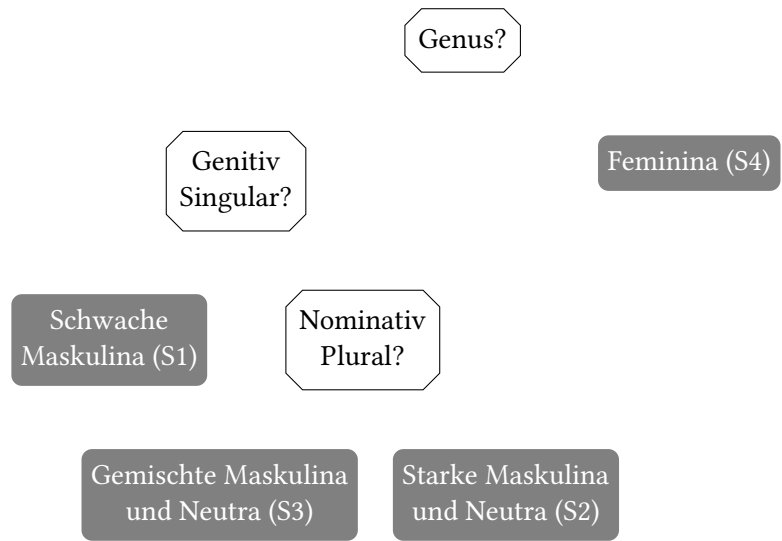 Genus?
Genitiv
Singular?
Feminina (S4)
Schwache
Maskulina (S1)
Nominativ
Plural?
Gemischte Maskulina
und Neutra (S3)
Starke Maskulina
und Neutra (S2)